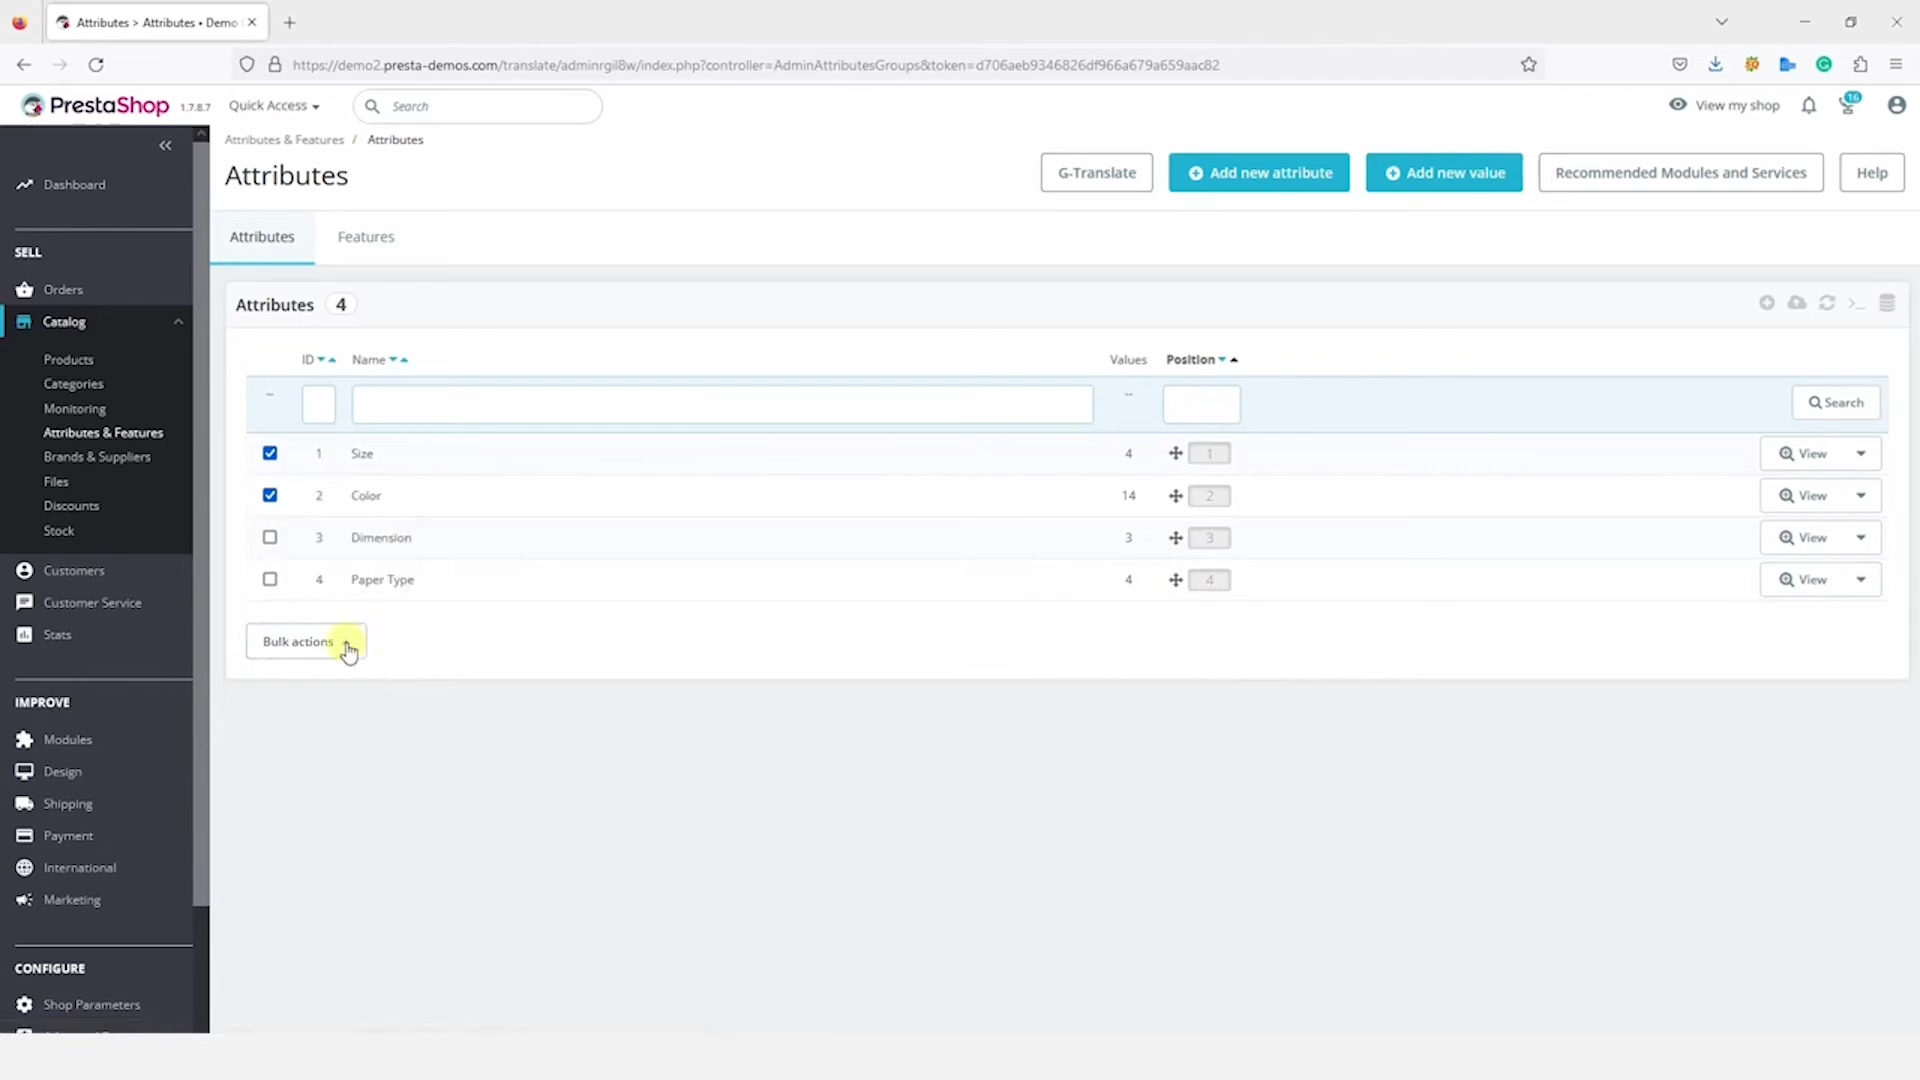 Attributes > Attributes • Demo
https://demo2.presta-demos.com/translate/adminrgil8w/index.php?controller=AdminAttributesGroups&token=d706aeb9346826df966a679a659aac82
PrestaShop 1.7.8.7 Quick Access Search View my shop 16
Attributes & Features / Attributes
Attributes
G-Translate Add new attribute Add new value Recommended Modules and Services Help
Attributes Features
Attributes 4
ID Name Values Position
-- -- Search
1 Size 4 1 View
2 Color 14 2 View
3 Dimension 3 3 View
4 Paper Type 4 4 View
Bulk actions
Dashboard
SELL
Orders
Catalog
Products
Categories
Monitoring
Attributes & Features
Brands & Suppliers
Files
Discounts
Stock
Customers
Customer Service
Stats
IMPROVE
Modules
Design
Shipping
Payment
International
Marketing
CONFIGURE
Shop Parameters